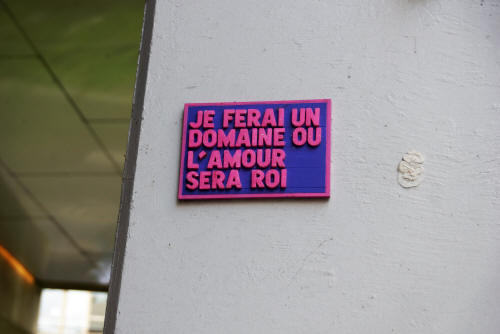 JE FERAI UN
DOMAINE OU
L'AMOUR
SERA ROI